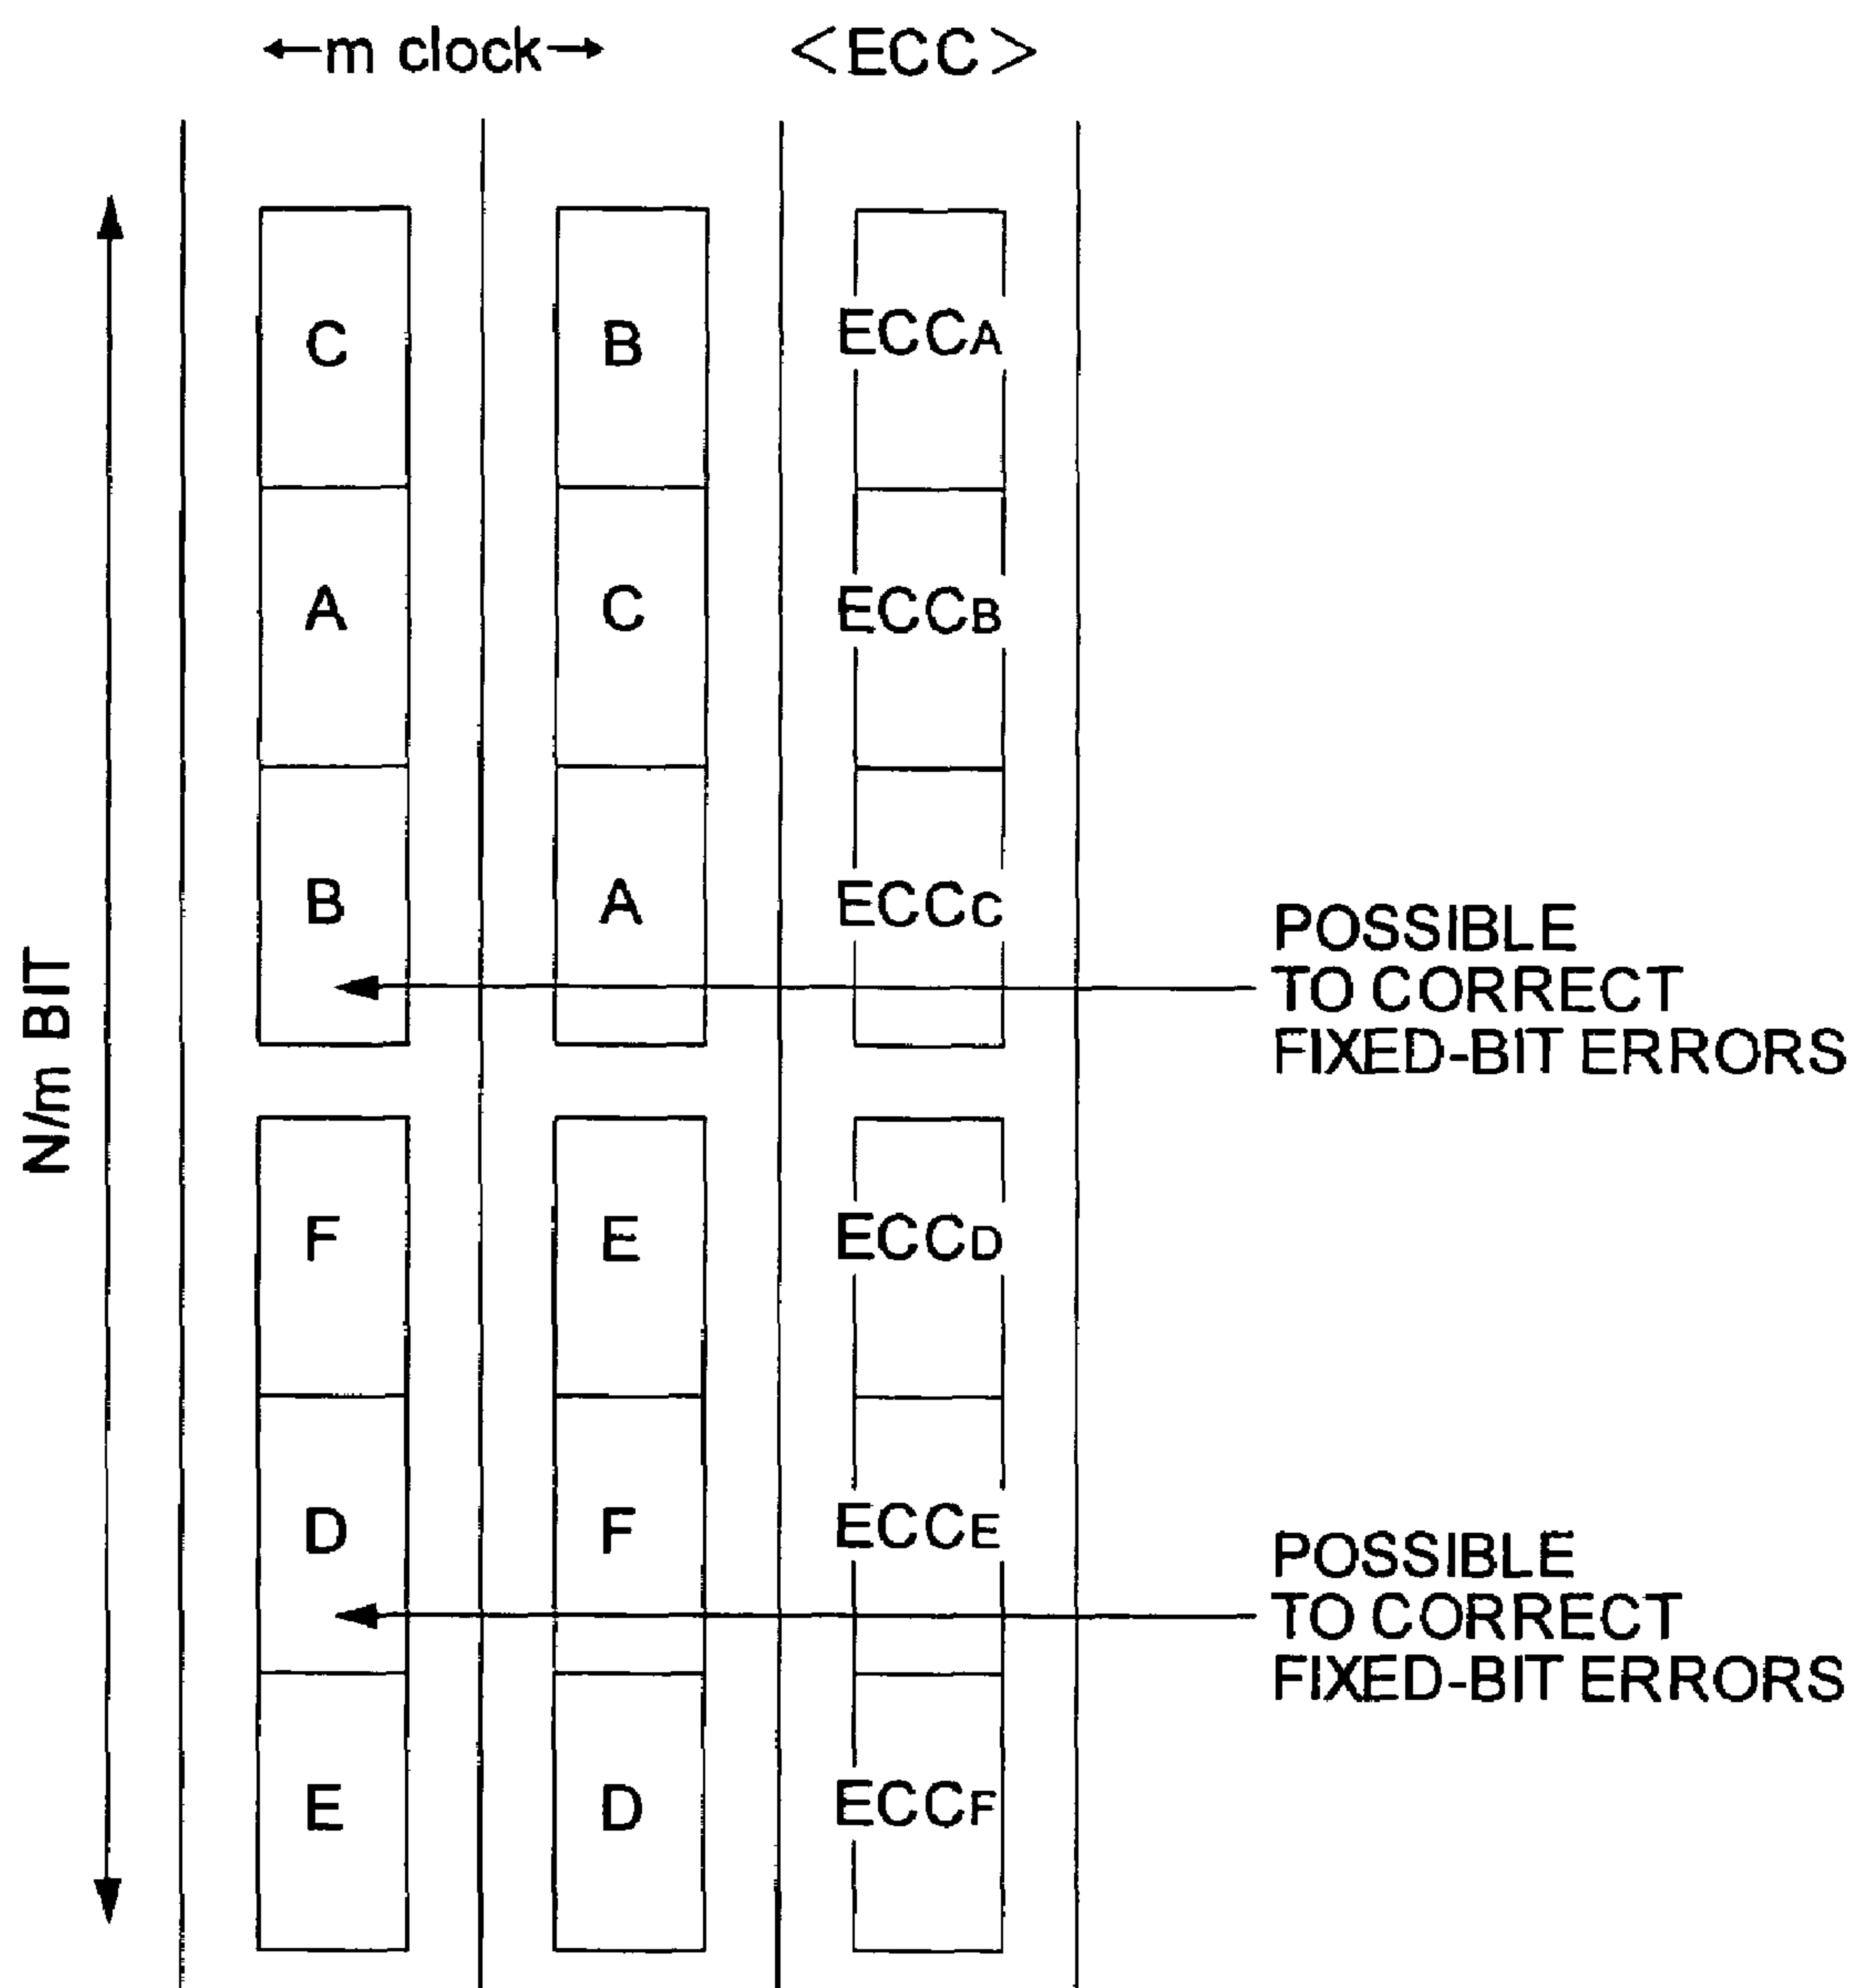 ←m clock→ <ECC>
C B ECCA
A C ECCB
B A ECCC
POSSIBLE
TO CORRECT
FIXED-BIT ERRORS
N/m BIT
F E ECCD
D F ECCE
POSSIBLE
TO CORRECT
FIXED-BIT ERRORS
E D ECCF